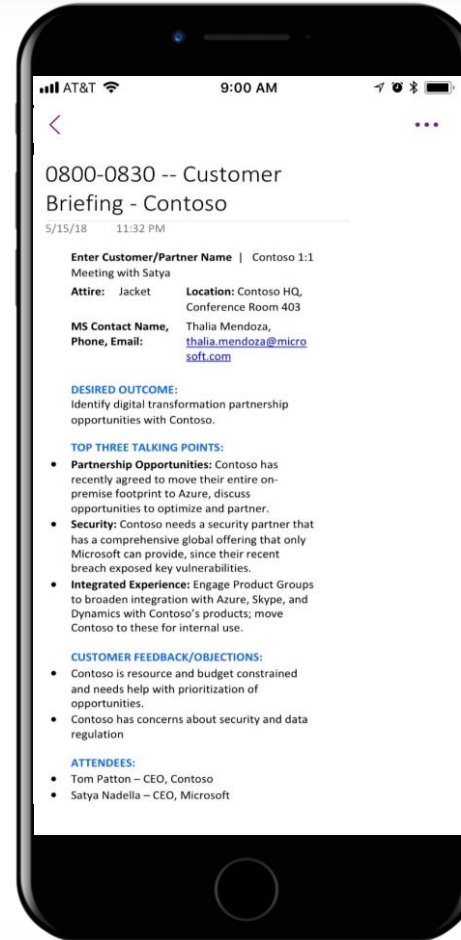 AT&T 9:00 AM
0800-0830 -- Customer
Briefing - Contoso
5/15/18 11:32 PM
Enter Customer/Partner Name | Contoso 1:1
Meeting with Satya
Attire: Jacket Location: Contoso HQ,
Conference Room 403
MS Contact Name, Thalia Mendoza,
Phone, Email: thalia.mendoza@micro
soft.com
DESIRED OUTCOME:
Identify digital transformation partnership
opportunities with Contoso.
TOP THREE TALKING POINTS:
• Partnership Opportunities: Contoso has
recently agreed to move their entire on-
premise footprint to Azure, discuss
opportunities to optimize and partner.
• Security: Contoso needs a security partner that
has a comprehensive global offering that only
Microsoft can provide, since their recent
breach exposed key vulnerabilities.
• Integrated Experience: Engage Product Groups
to broaden integration with Azure, Skype, and
Dynamics with Contoso's products; move
Contoso to these for internal use.
CUSTOMER FEEDBACK/OBJECTIONS:
• Contoso is resource and budget constrained
and needs help with prioritization of
opportunities.
• Contoso has concerns about security and data
regulation
ATTENDEES:
• Tom Patton – CEO, Contoso
• Satya Nadella – CEO, Microsoft